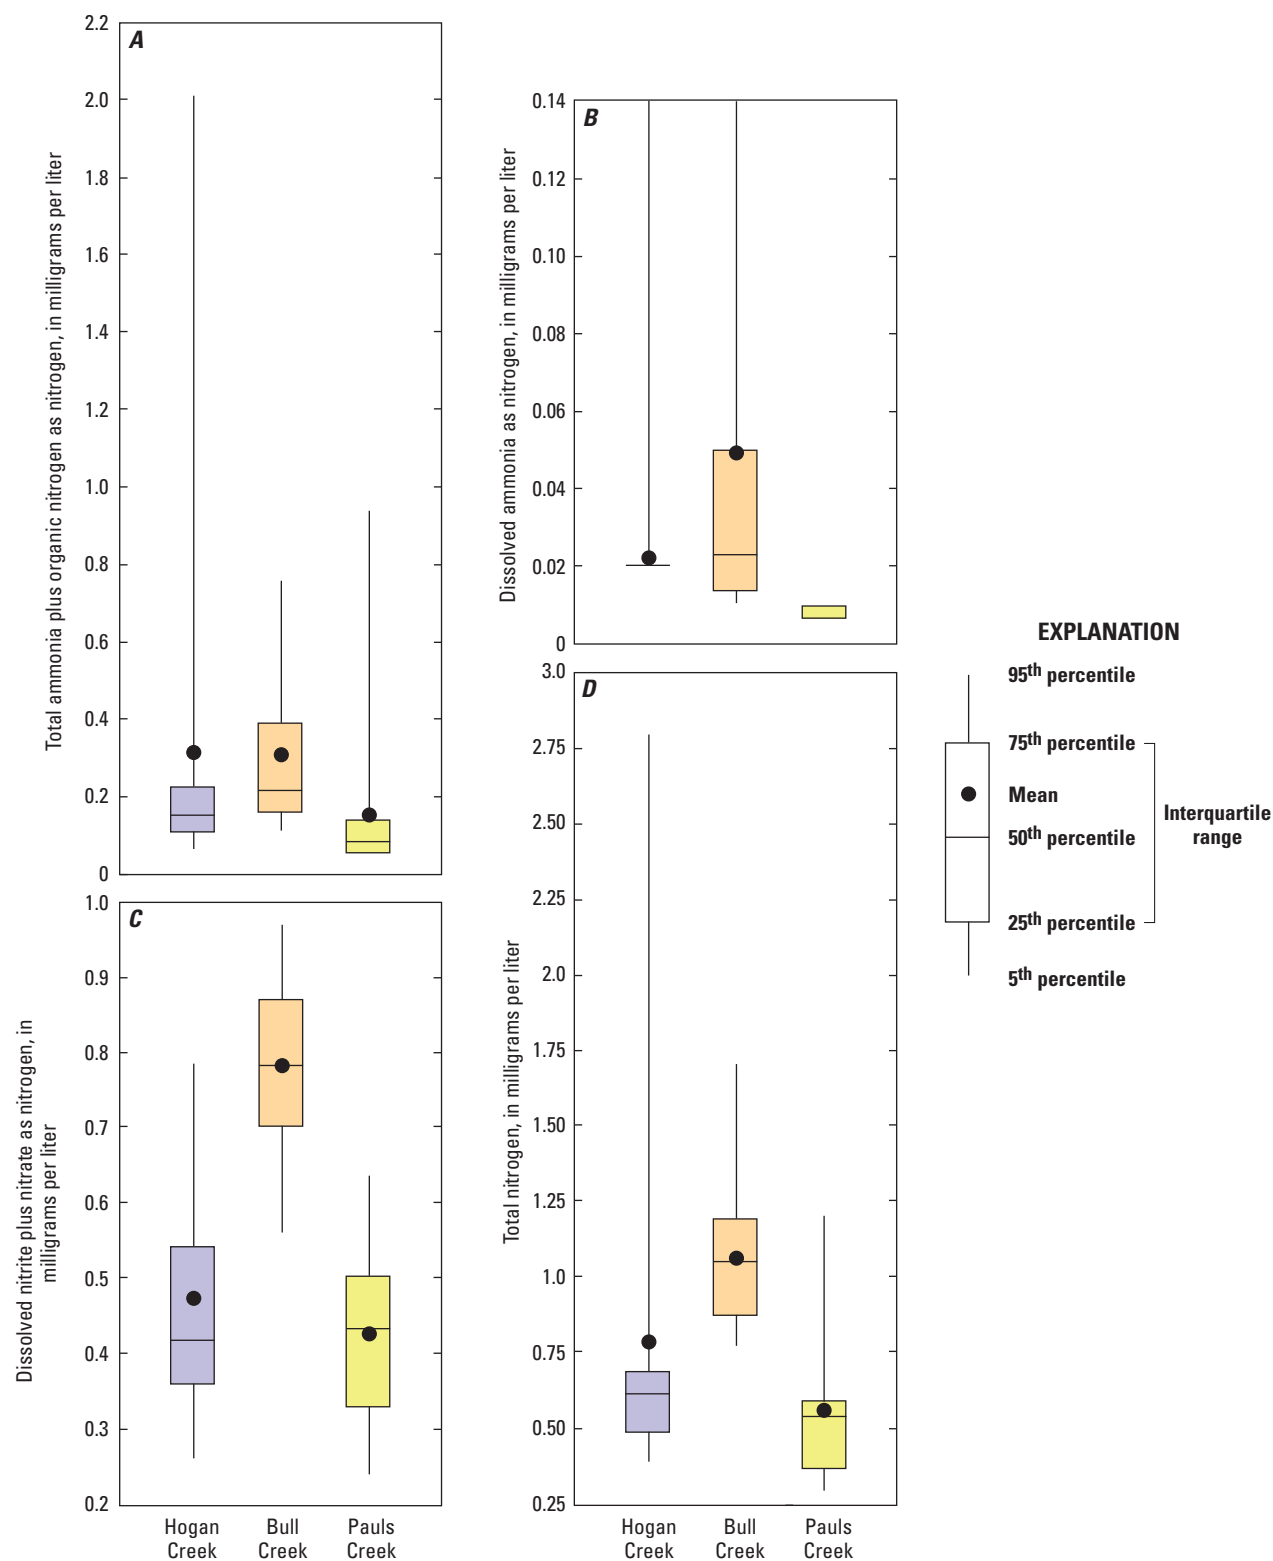 A
Total ammonia plus organic nitrogen as nitrogen, in milligrams per liter
2.2
2.0
1.8
1.6
1.4
1.2
1.0
0.8
0.6
0.4
0.2
0
B
Dissolved ammonia as nitrogen, in milligrams per liter
0.14
0.12
0.10
0.08
0.06
0.04
0.02
0
C
Dissolved nitrite plus nitrate as nitrogen, in
milligrams per liter
1.0
0.9
0.8
0.7
0.6
0.5
0.4
0.3
0.2
Hogan
Creek
Bull
Creek
Pauls
Creek
D
Total nitrogen, in milligrams per liter
3.0
2.75
2.50
2.25
2.0
1.75
1.50
1.25
1.0
0.75
0.50
0.25
Hogan
Creek
Bull
Creek
Pauls
Creek
EXPLANATION
95th percentile
75th percentile
Mean
50th percentile
25th percentile
5th percentile
Interquartile
range